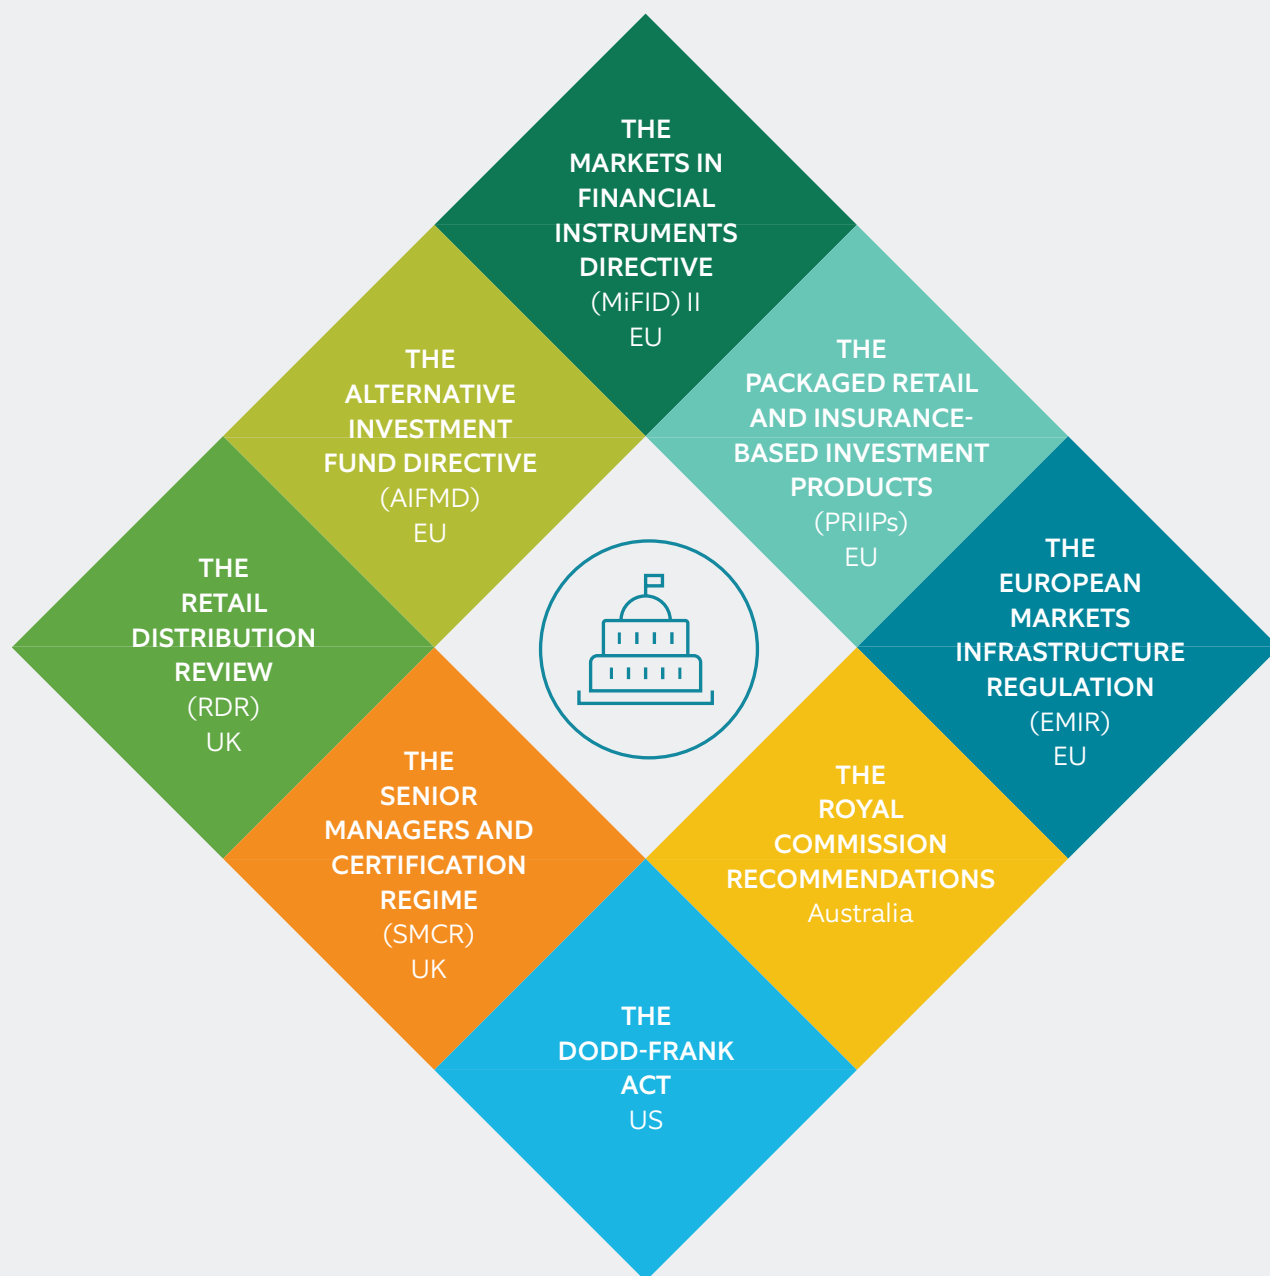 THE
MARKETS IN
FINANCIAL
INSTRUMENTS
DIRECTIVE
(MiFID) II
EU
THE
ALTERNATIVE
INVESTMENT
FUND DIRECTIVE
(AIFMD)
EU
THE
PACKAGED RETAIL
AND INSURANCE-
BASED INVESTMENT
PRODUCTS
(PRIIPs)
EU
THE
RETAIL
DISTRIBUTION
REVIEW
(RDR)
UK
THE
EUROPEAN
MARKETS
INFRASTRUCTURE
REGULATION
(EMIR)
EU
THE
SENIOR
MANAGERS AND
CERTIFICATION
REGIME
(SMCR)
UK
THE
ROYAL
COMMISSION
RECOMMENDATIONS
Australia
THE
DODD-FRANK
ACT
US